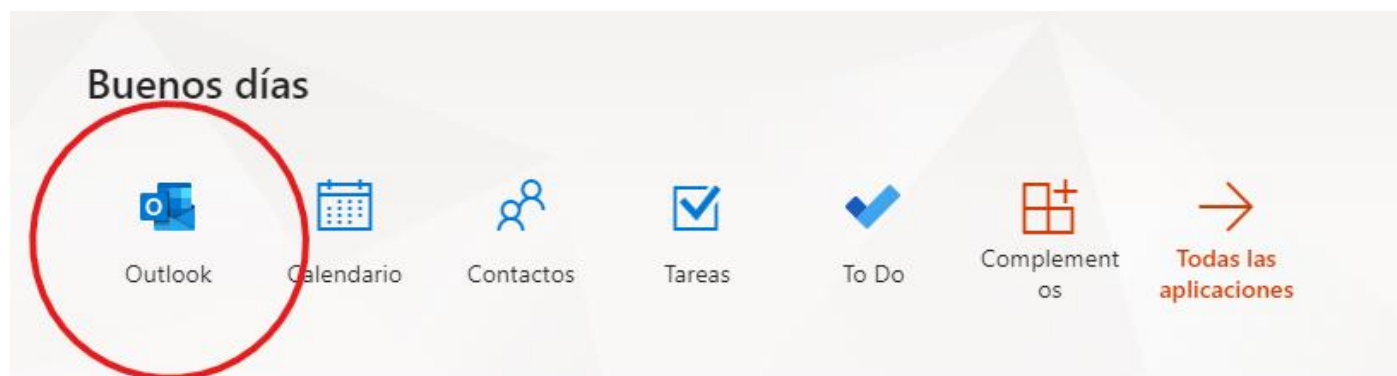 Buenos días
Outlook
Calendario
Contactos
Tareas
To Do
Complement
os
Todas las
aplicaciones